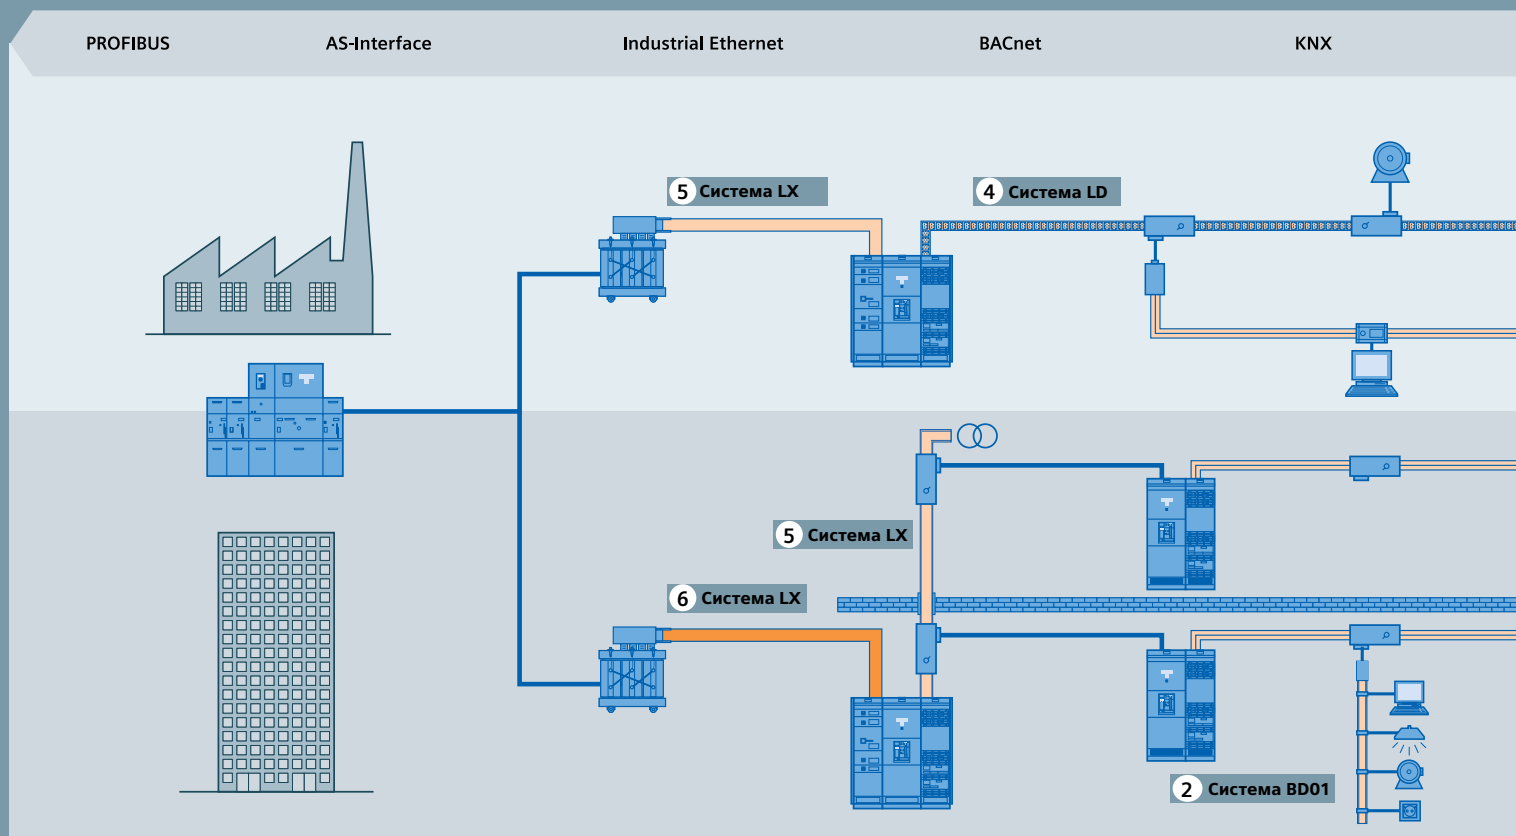 PROFIBUS AS-Interface Industrial Ethernet BACnet KNX
5 Система LX
4 Система LD
5 Система LX
6 Система LX
2 Система BD01